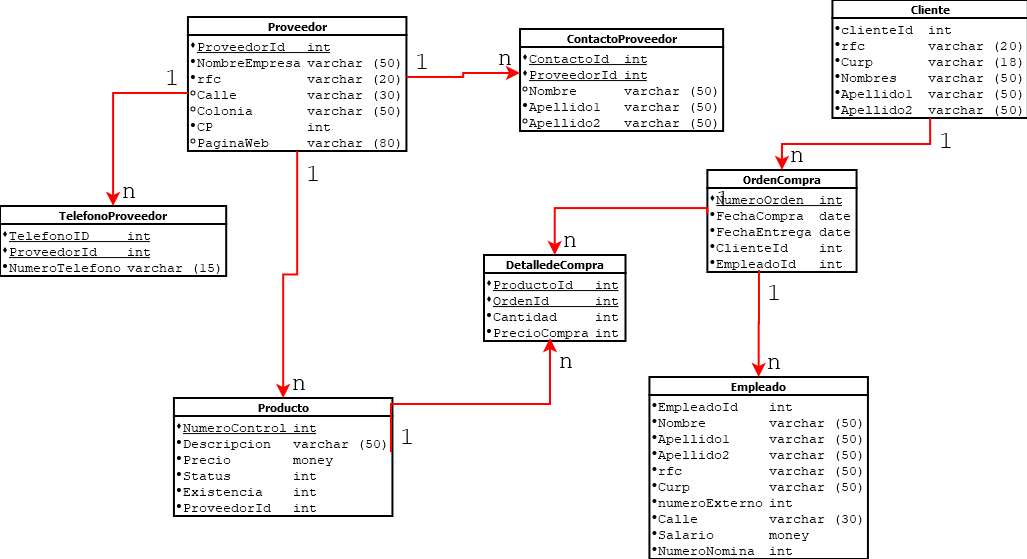 Proveedor
ProveedorId int
NombreEmpresa varchar (50)
rfc varchar (20)
Calle varchar (30)
Colonia varchar (50)
CP int
PaginaWeb varchar (80)
1
n
1
n
1
n
ContactoProveedor
ContactoId int
ProveedorId int
Nombre varchar (50)
Apellido1 varchar (50)
Apellido2 varchar (50)
Cliente
clienteId int
rfc varchar (20)
Curp varchar (18)
Nombres varchar (50)
Apellido1 varchar (50)
Apellido2 varchar (50)
1
n
OrdenCompra
NumeroOrden int
FechaCompra date
FechaEntrega date
ClienteId int
EmpleadoId int
1
n
1
n
TelefonoProveedor
TelefonoID int
ProveedorId int
NumeroTelefono varchar (15)
DetalledeCompra
ProductoId int
OrdenId int
Cantidad int
PrecioCompra int
n
1
Producto
NumeroControl int
Descripcion varchar (50)
Precio money
Status int
Existencia int
ProveedorId int
Empleado
EmpleadoId int
Nombre varchar (50)
Apellido1 varchar (50)
Apellido2 varchar (50)
rfc varchar (50)
Curp varchar (50)
numeroExterno int
Calle varchar (30)
Salario money
NumeroNomina int